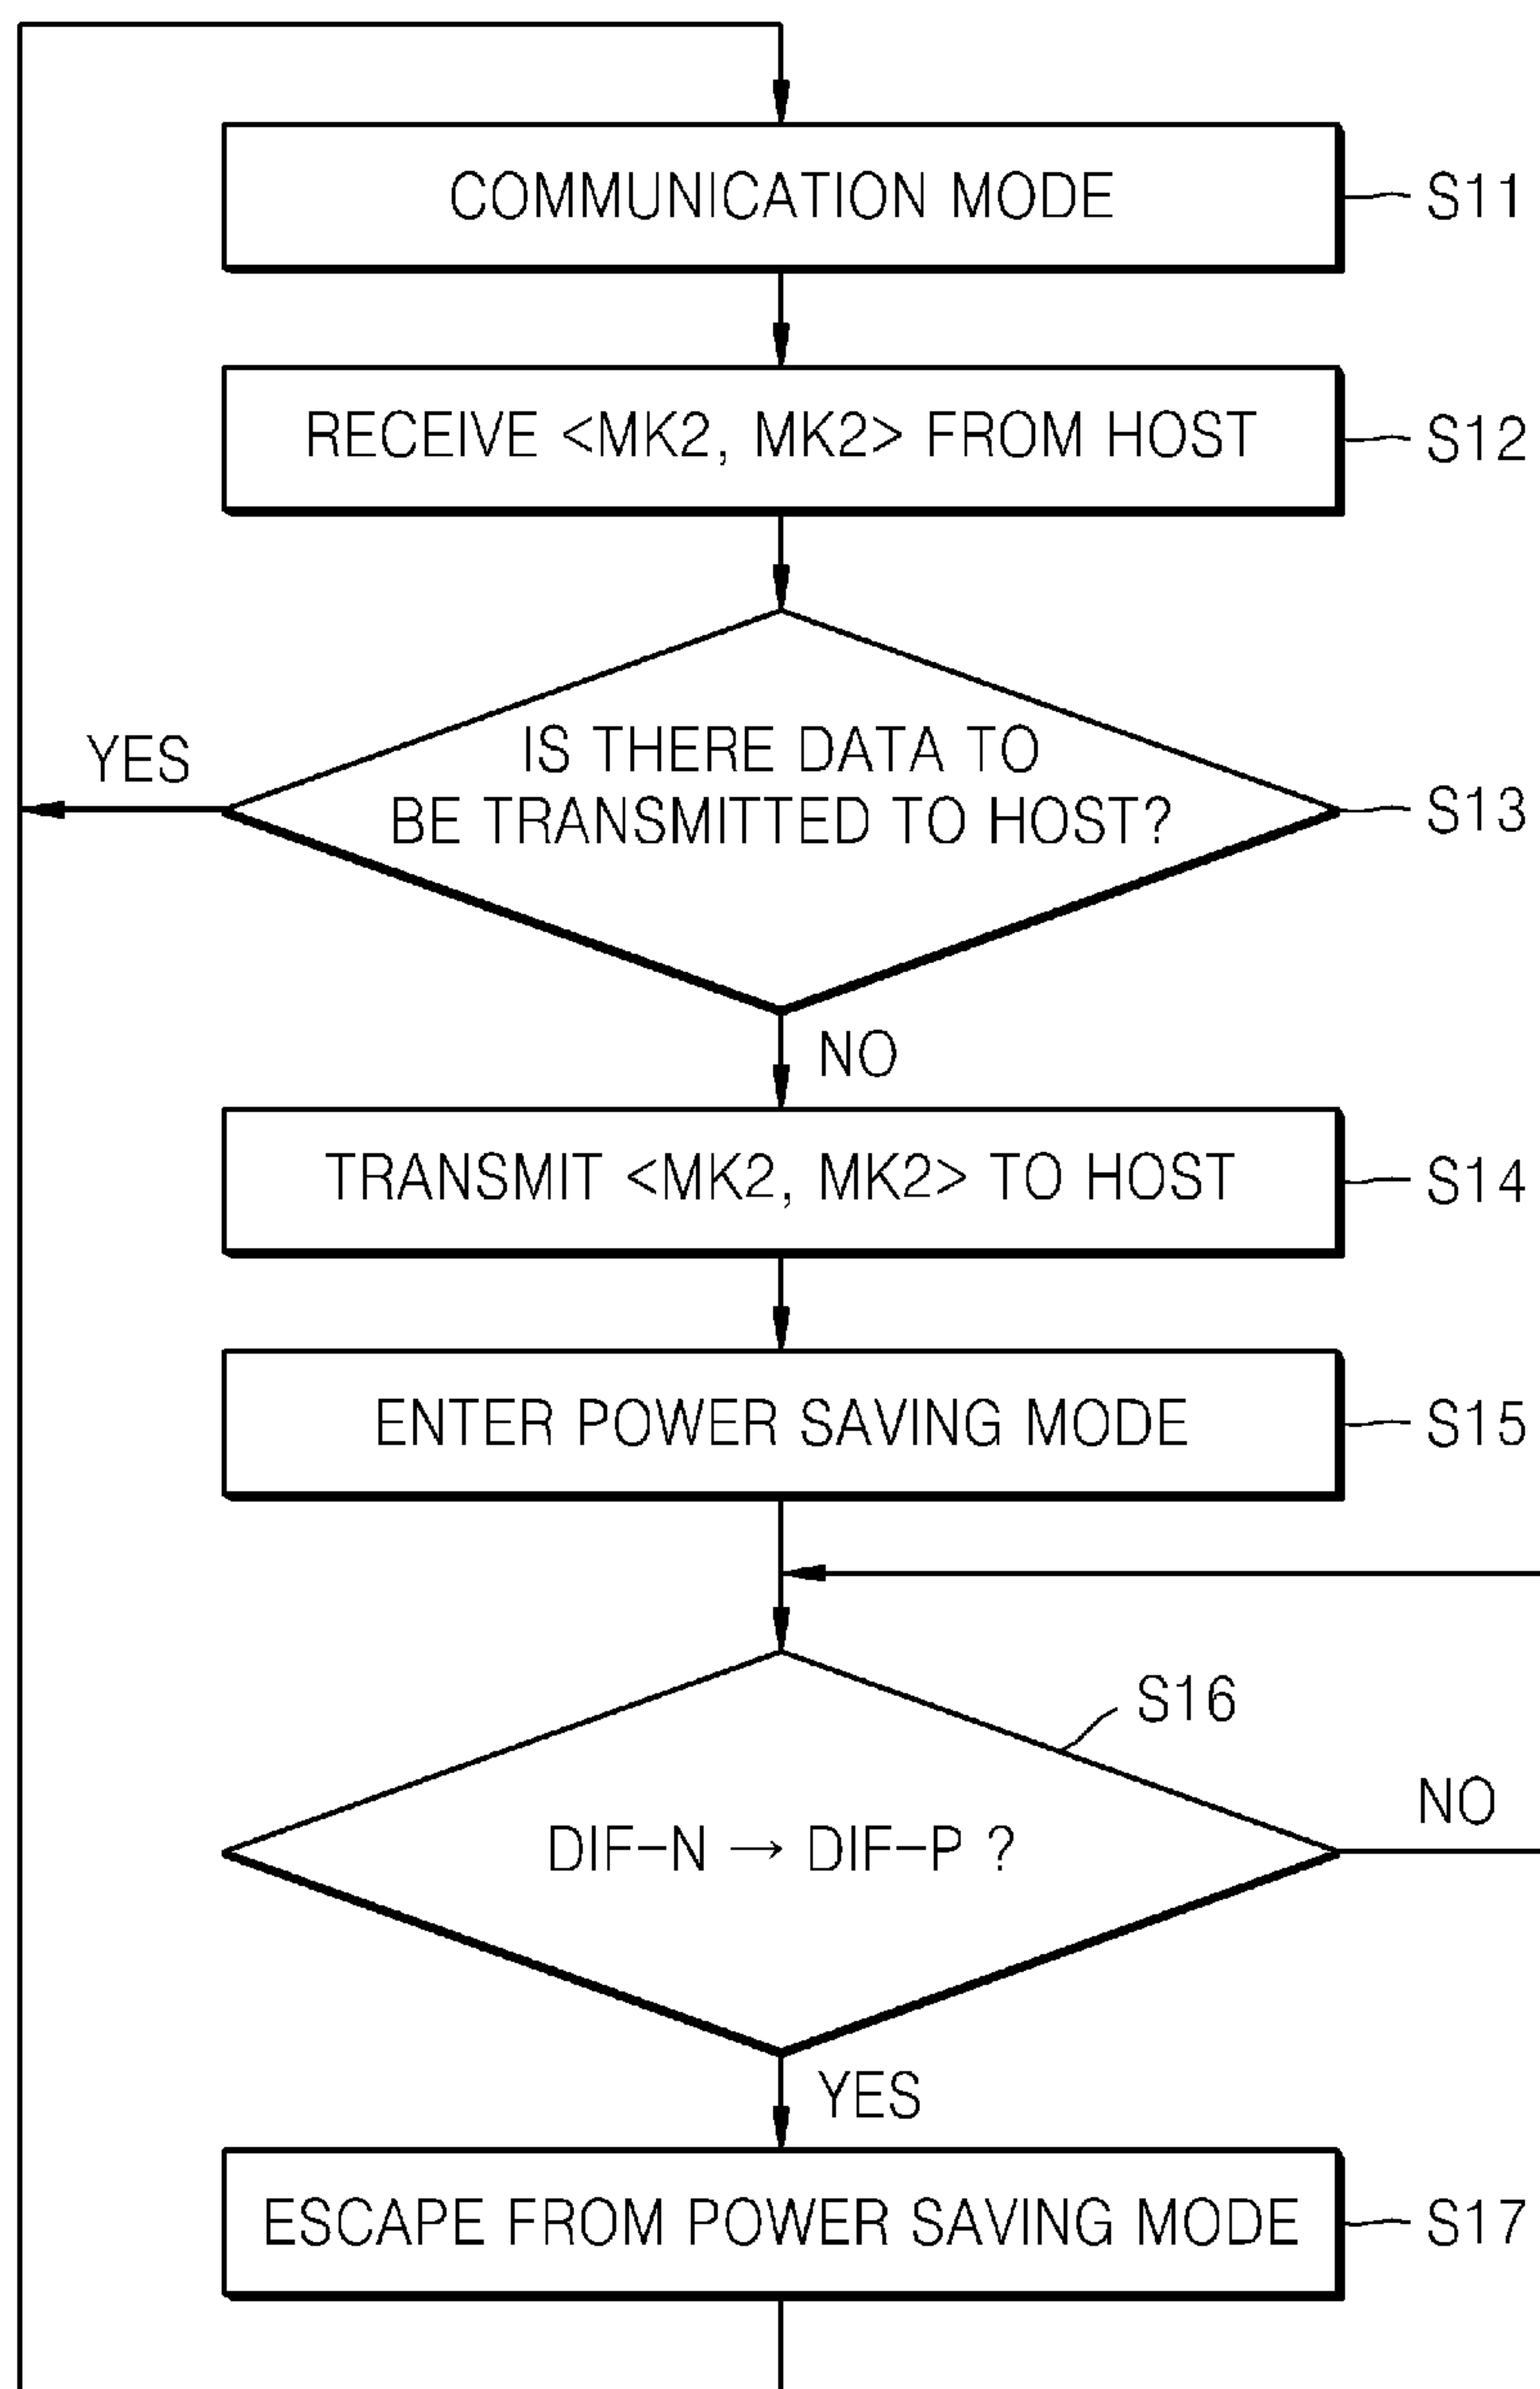 COMMUNICATION MODE
S11
RECEIVE <MK2, MK2> FROM HOST
S12
IS THERE DATA TO
BE TRANSMITTED TO HOST?
YES
S13
NO
TRANSMIT <MK2, MK2> TO HOST
S14
ENTER POWER SAVING MODE
S15
S16
DIF-N → DIF-P ?
NO
YES
ESCAPE FROM POWER SAVING MODE
S17